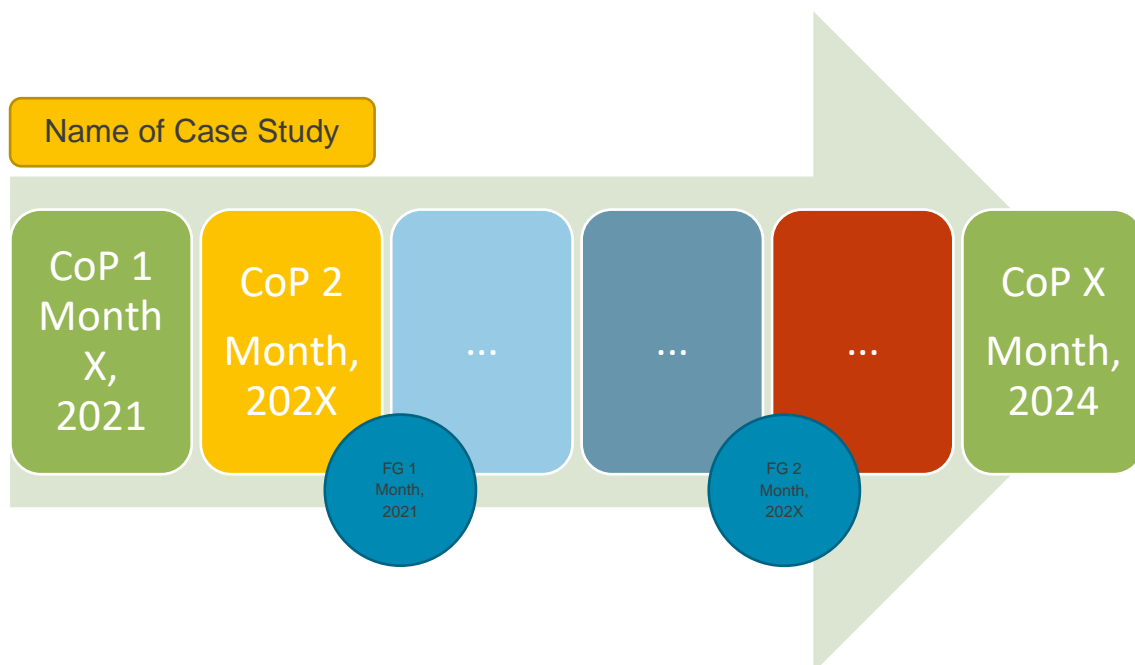 Name of Case Study
CoP 1
Month
X,
2021
CoP 2
Month,
202X
...
...
...
CoP X
Month,
2024
FG 1
Month,
2021
FG 2
Month,
202X